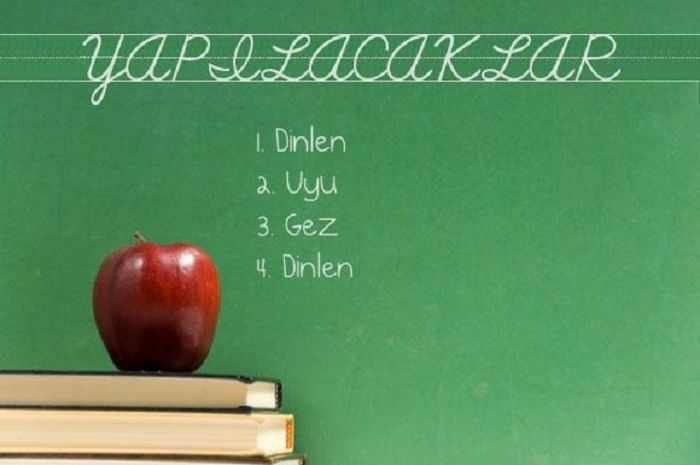 YAPILACAKLAR
1. Dinlen
2. Uyu
3. Gez
4. Dinlen